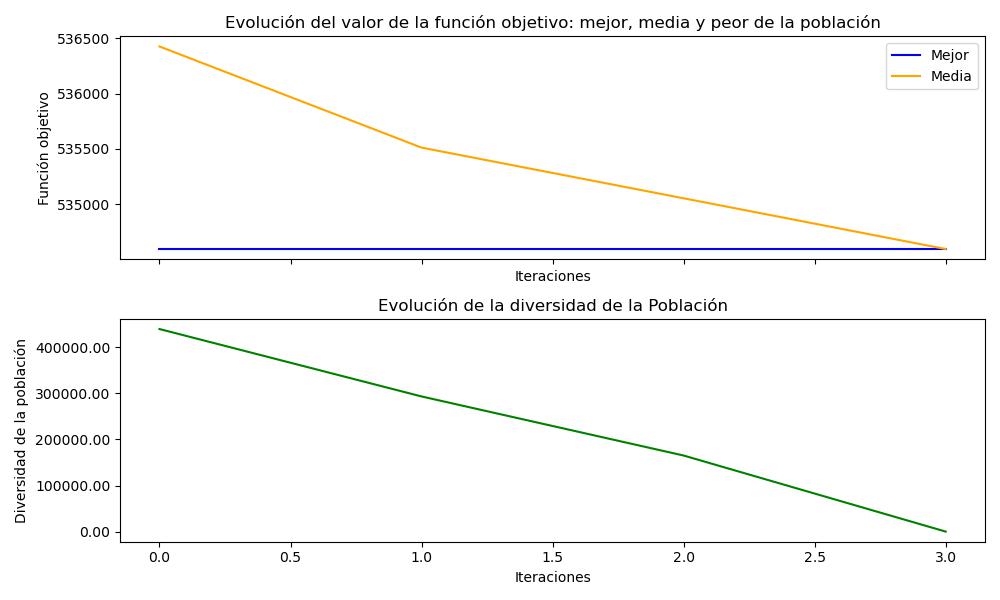 Evolución del valor de la función objetivo: mejor, media y peor de la población
536500
536000
535500
535000
Función objetivo
Mejor
Media
Iteraciones
Evolución de la diversidad de la Población
400000.00
300000.00
200000.00
100000.00
0.00
Diversidad de la población
0.0 0.5 1.0 1.5 2.0 2.5 3.0
Iteraciones